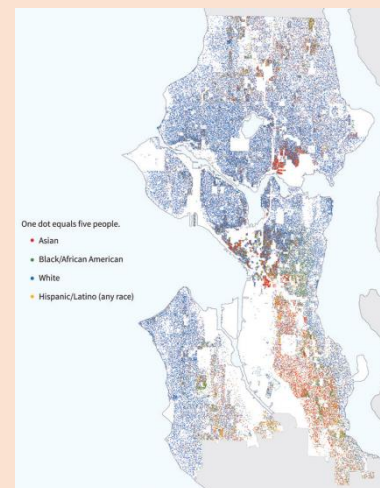 One dot equals five people.
Asian
Black/African American
White
Hispanic/Latino (any race)